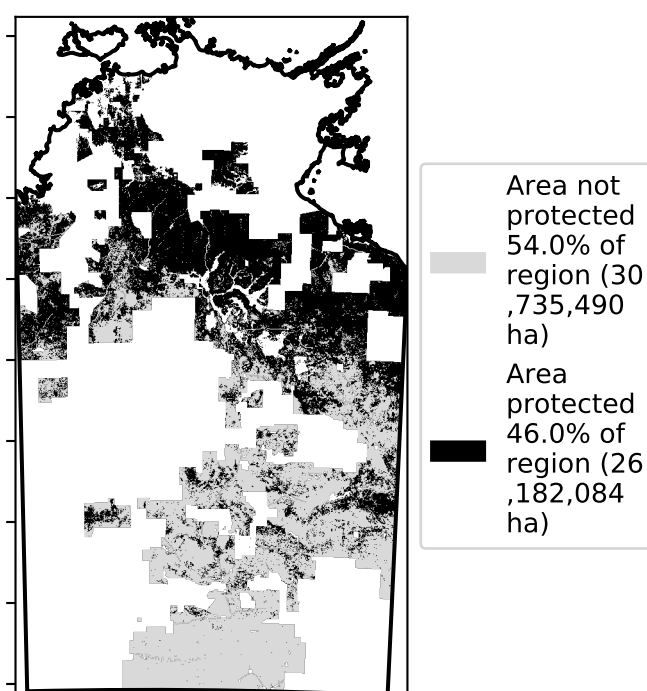 Area not
protected
54.0% of
region (30
,735,490
ha)
Area
protected
46.0% of
region (26
,182,084
ha)